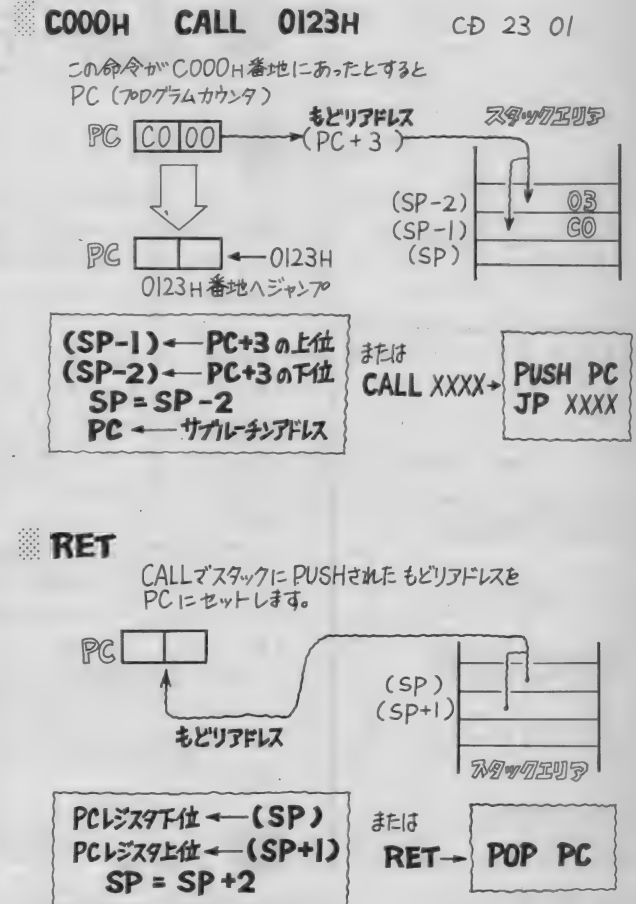 C000H CALL 0123H CD 23 01
この命令がC000H番地にあったとすると
PC (プログラムカウンタ)
もどりアドレス
スタックエリア
PC C0 00 (PC+3)
(SP-2) 03
(SP-1) C0
(SP)
PC 0123H
0123H番地へジャンプ
(SP-1)←PC+3の上位
(SP-2)←PC+3の下位
SP=SP-2
PC←サブルーチンアドレス
または
CALL XXXX→
PUSH PC
JP XXXX
RET
CALLでスタックにPUSHされたもどりアドレスを
PCにセットします。
PC
(SP)
(SP+1)
もどりアドレス
スタックエリア
PCレジスタ下位←(SP)
PCレジスタ上位←(SP+1)
SP=SP+2
または
RET→
POP PC